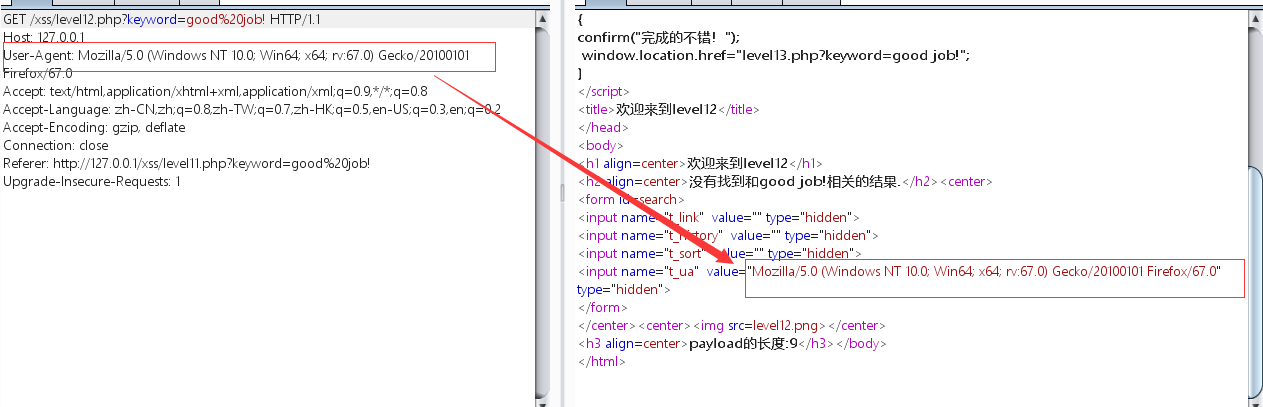 GET /xss/level12.php?keyword=good%20job! HTTP/1.1
Host: 127.0.0.1
User-Agent: Mozilla/5.0 (Windows NT 10.0; Win64; x64; rv:67.0) Gecko/20100101
Firefox/67.0
Accept: text/html,application/xhtml+xml,application/xml;q=0.9,*/*;q=0.8
Accept-Language: zh-CN,zh;q=0.8,zh-TW;q=0.7,zh-HK;q=0.5,en-US;q=0.3,en;q=0.2
Accept-Encoding: gzip, deflate
Connection: close
Referer: http://127.0.0.1/xss/level11.php?keyword=good%20job!
Upgrade-Insecure-Requests: 1
{
confirm("完成的不错！");
window.location.href="level13.php?keyword=good job!";
}
</script>
<title>欢迎来到level12</title>
</head>
<body>
<h1 align=center>欢迎来到level12</h1>
<h2 align=center>没有找到和good job!相关的结果.</h2><center>
<form id=search>
<input name="t_link" value="" type="hidden">
<input name="t_history" value="" type="hidden">
<input name="t_sort" value="" type="hidden">
<input name="t_ua" value="Mozilla/5.0 (Windows NT 10.0; Win64; x64; rv:67.0) Gecko/20100101 Firefox/67.0"
type="hidden">
</form>
</center><center><img src=level12.png></center>
<h3 align=center>payload的长度:9</h3></body>
</html>